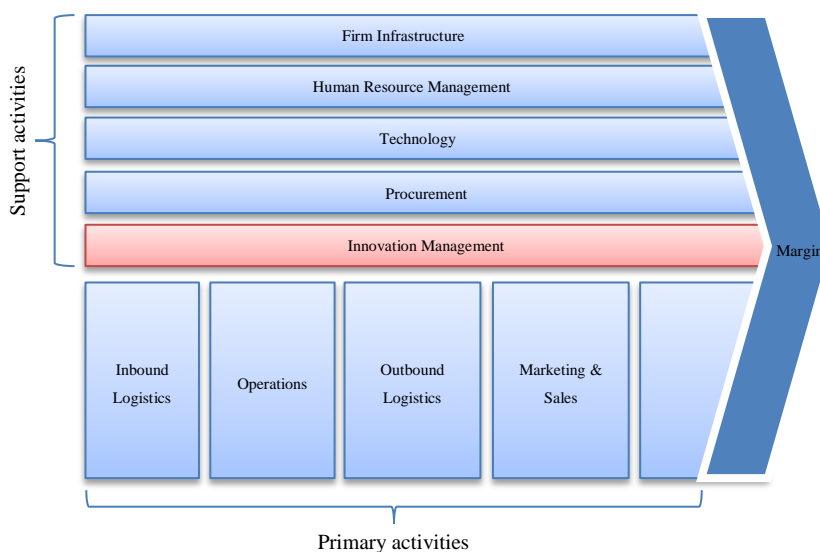 Firm Infrastructure
Human Resource Management
Technology
Procurement
Innovation Management
Support activities
Margin
Inbound
Logistics
Operations
Outbound
Logistics
Marketing &
Sales
Primary activities